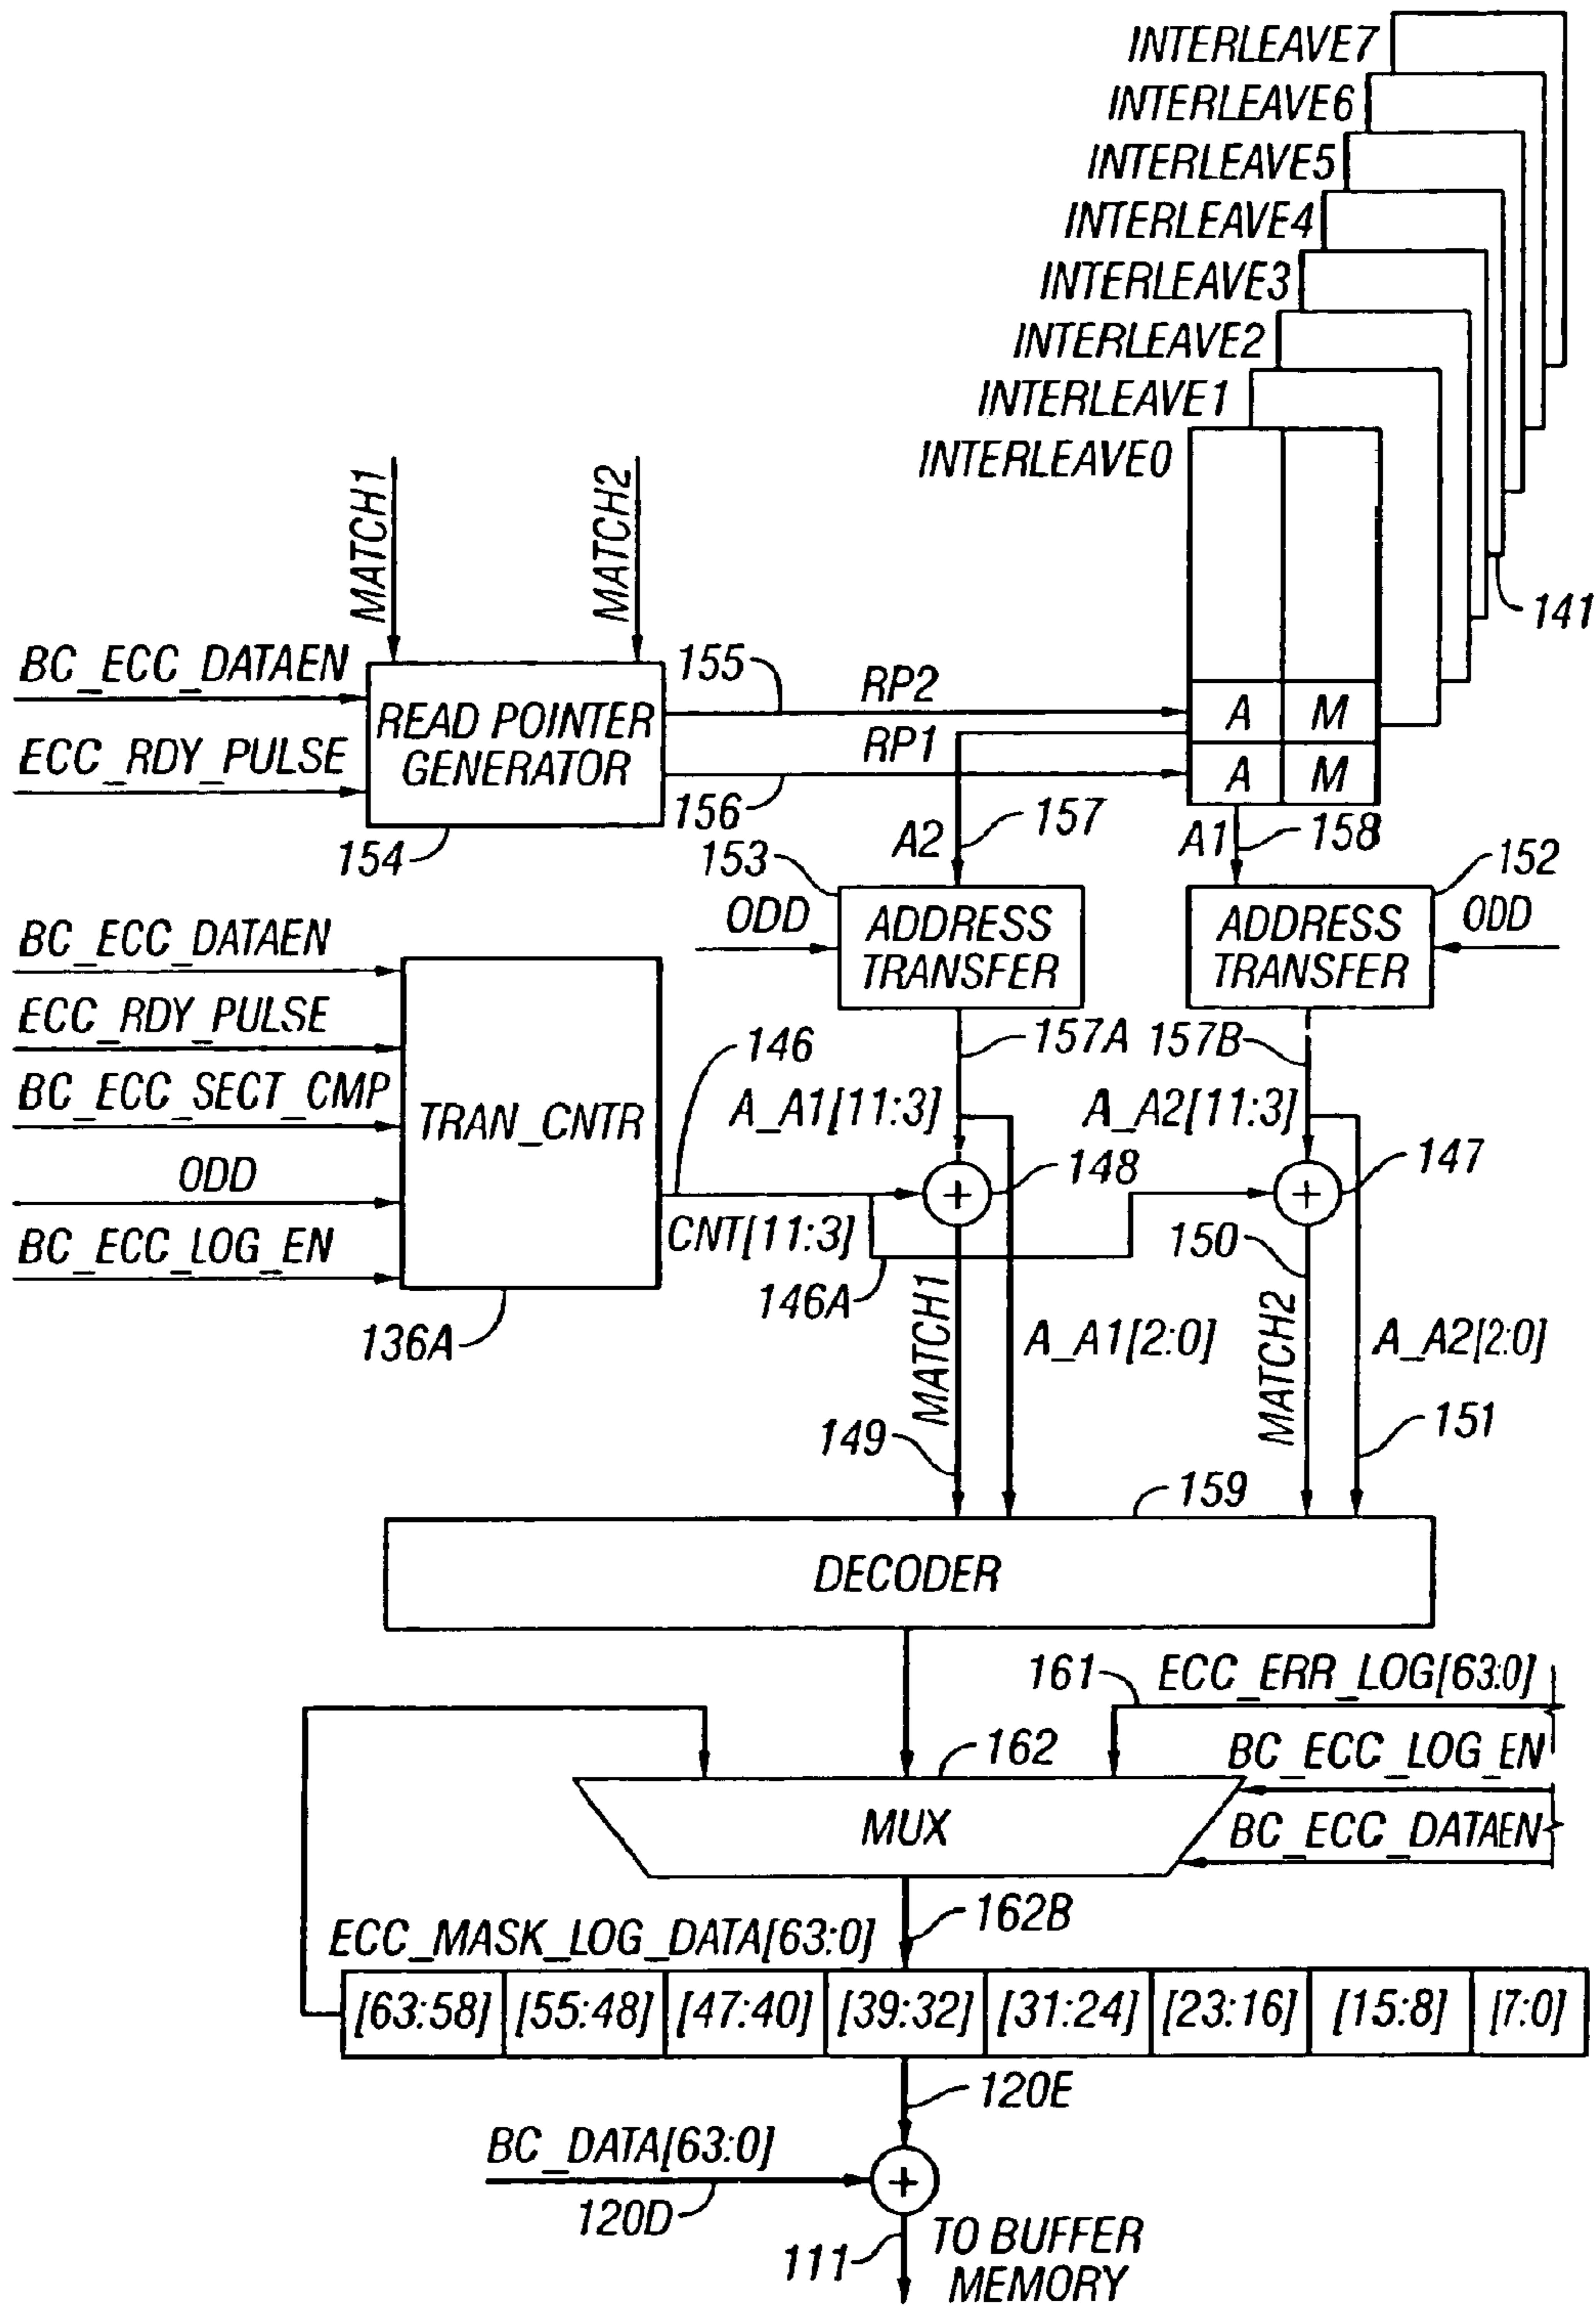 INTERLEAVE7
INTERLEAVE6
INTERLEAVE5
INTERLEAVE4
INTERLEAVE3
INTERLEAVE2
INTERLEAVE1
INTERLEAVE0
141
MATCH1
MATCH2
BC_ECC_DATAEN
ECC_RDY_PULSE
READ POINTER
GENERATOR
154
155
RP2
RP1
156
A M
A M
A2
157
A1
158
153
152
ODD
ADDRESS
TRANSFER
ADDRESS
TRANSFER
ODD
BC_ECC_DATAEN
ECC_RDY_PULSE
BC_ECC_SECT_CMP
ODD
BC_ECC_LOG_EN
TRAN_CNTR
136A
146
157A
157B
A_A1[11:3]
A_A2[11:3]
+
148
+
147
CNT[11:3]
146A
150
MATCH1
A_A1[2:0]
MATCH2
A_A2[2:0]
149
151
159
DECODER
161
ECC_ERR_LOG[63:0]
162
BC_ECC_LOG_EN
MUX
BC_ECC_DATAEN
162B
ECC_MASK_LOG_DATA[63:0]
[63:58] [55:48] [47:40] [39:32] [31:24] [23:16] [15:8] [7:0]
120E
BC_DATA[63:0]
120D
+
111
TO BUFFER
MEMORY